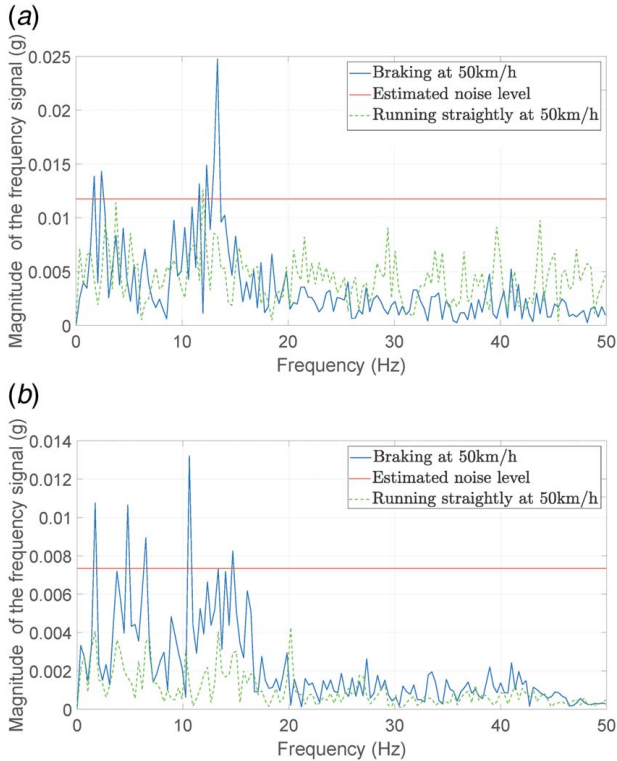 (a)
Magnitude of the frequency signal (g)
0.025
0.02
0.015
0.01
0.005
0
Braking at 50km/h
Estimated noise level
Running straightly at 50km/h
0 10 20 30 40 50
Frequency (Hz)
(b)
Magnitude of the frequency signal (g)
0.014
0.012
0.01
0.008
0.006
0.004
0.002
0
Braking at 50km/h
Estimated noise level
Running straightly at 50km/h
0 10 20 30 40 50
Frequency (Hz)